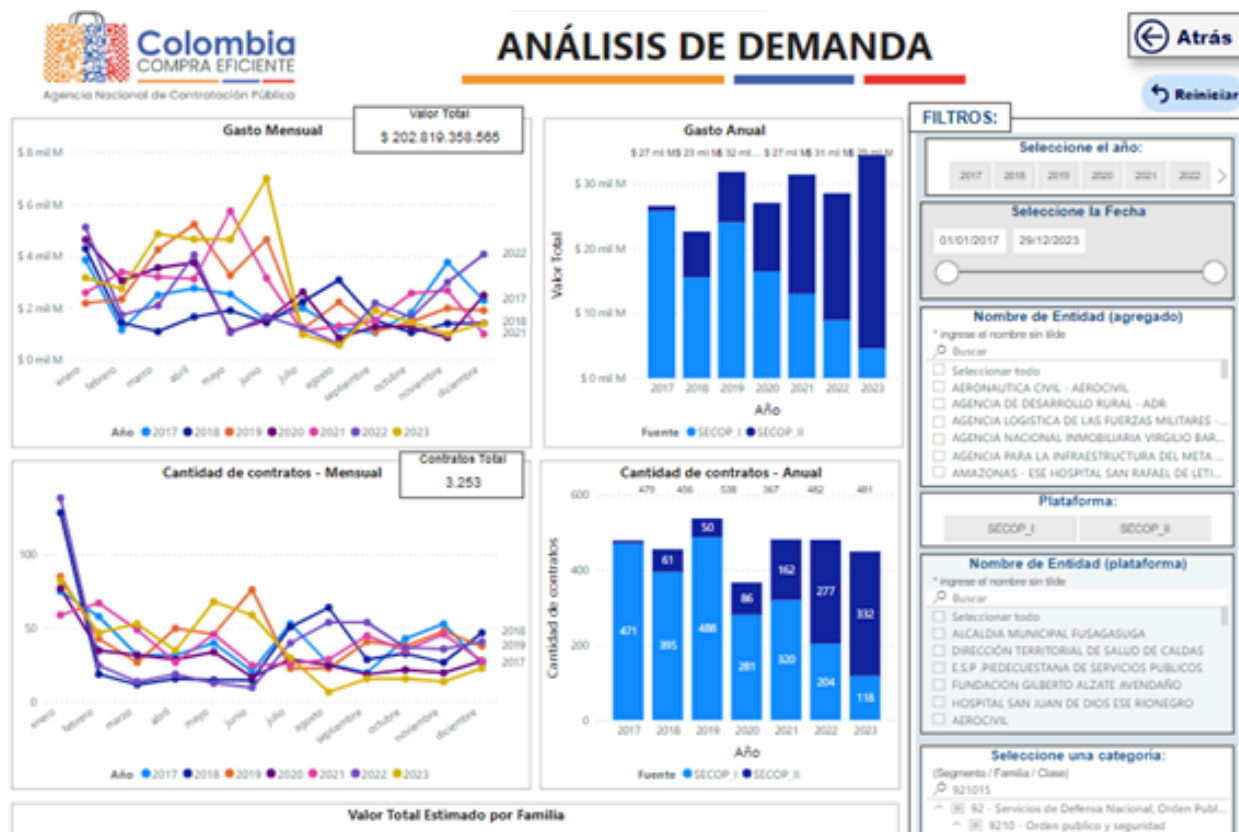 Colombia
COMPRA EFICIENTE
Agencia Nacional de Contratación Pública
ANÁLISIS DE DEMANDA
Atrás
Reiniciar
Gasto Mensual
Valor Total
$ 202.819.358.565
$ 8 mil M
$ 6 mil M
$ 4 mil M
$ 2 mil M
$ 0 mil M
2022
2017
2018
2021
enero
febrero
marzo
abril
mayo
junio
julio
agosto
septiembre
octubre
noviembre
diciembre
Año 2017 2018 2019 2020 2021 2022 2023
Gasto Anual
$ 27 mil M $ 23 mil M $ 32 mil... $ 27 mil M $ 31 mil M $ 29 mil M
Valor Total
$ 30 mil M
$ 20 mil M
$ 10 mil M
$ 0 mil M
2017 2018 2019 2020 2021 2022 2023
Año
Fuente SECOP_I SECOP_II
Cantidad de contratos - Mensual
Contratos Total
3.253
100
50
0
2018
2019
2017
enero
febrero
marzo
abril
mayo
junio
julio
agosto
septiembre
octubre
noviembre
diciembre
Año 2017 2018 2019 2020 2021 2022 2023
Cantidad de contratos - Anual
479 456 538 367 482 481
Cantidad de contratos
600
400
200
0
471
61
395
50
488
86
281
162
320
277
204
332
118
2017 2018 2019 2020 2021 2022 2023
Año
Fuente SECOP_I SECOP_II
Valor Total Estimado por Familia
FILTROS:
Seleccione el año:
2017 2018 2019 2020 2021 2022
Seleccione la Fecha
01/01/2017 29/12/2023
Nombre de Entidad (agregado)
* ingrese el nombre sin tilde
Buscar
Seleccionar todo
AERONAUTICA CIVIL - AEROCIVIL
AGENCIA DE DESARROLLO RURAL - ADR
AGENCIA LOGISTICA DE LAS FUERZAS MILITARES -...
AGENCIA NACIONAL INMOBILIARIA VIRGILIO BAR...
AGENCIA PARA LA INFRAESTRUCTURA DEL META ...
AMAZONAS - ESE HOSPITAL SAN RAFAEL DE LETI...
Plataforma:
SECOP_I SECOP_II
Nombre de Entidad (plataforma)
* ingrese el nombre sin tilde
Buscar
Seleccionar todo
ALCALDIA MUNICIPAL FUSAGASUGA
DIRECCIÓN TERRITORIAL DE SALUD DE CALDAS
E.S.P .PIEDECUESTANA DE SERVICIOS PUBLICOS
FUNDACION GILBERTO ALZATE AVENDAÑO
HOSPITAL SAN JUAN DE DIOS ESE RIONEGRO
AEROCIVIL
Seleccione una categoría:
(Segmento / Familia / Clase)
921015
92 - Servicios de Defensa Nacional, Orden Publ...
9210 - Orden publico y seguridad